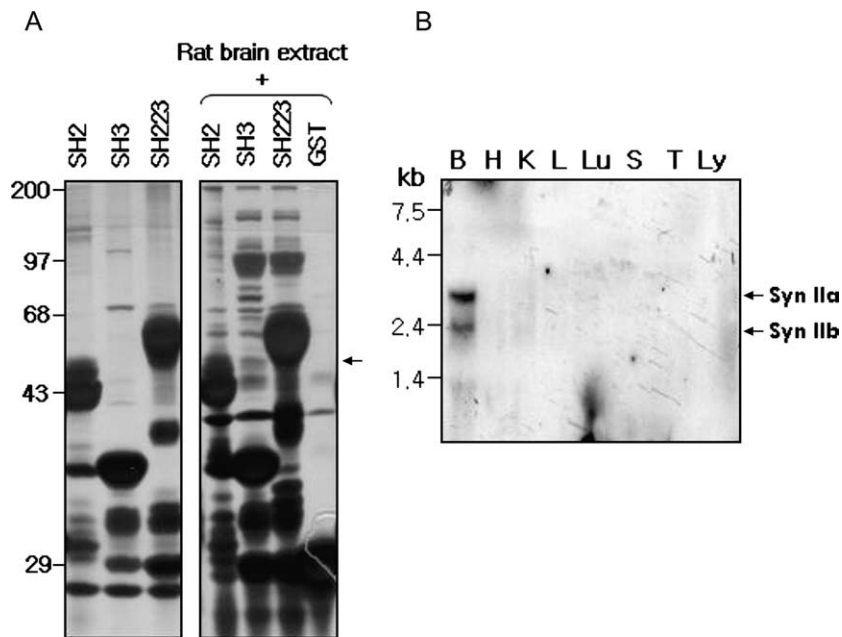 A
B
Rat brain extract
+
SH2 SH3 SH223 SH2 SH3 SH223 GST
200
97
68
43
29
B H K L Lu S T Ly
kb
7.5
4.4
2.4
1.4
Syn IIa
Syn IIb